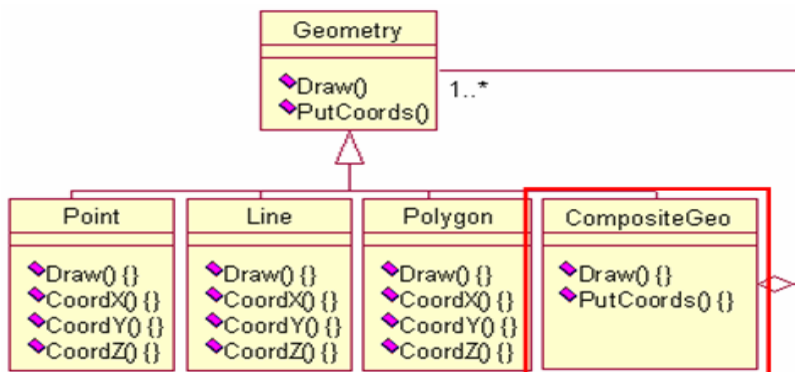 Geometry
Draw()
1..*
PutCoords()
Point
Draw() {}
CoordX() {}
CoordY() {}
CoordZ() {}
Line
Draw() {}
CoordX() {}
CoordY() {}
CoordZ() {}
Polygon
Draw() {}
CoordX() {}
CoordY() {}
CoordZ() {}
CompositeGeo
Draw() {}
PutCoords() {}